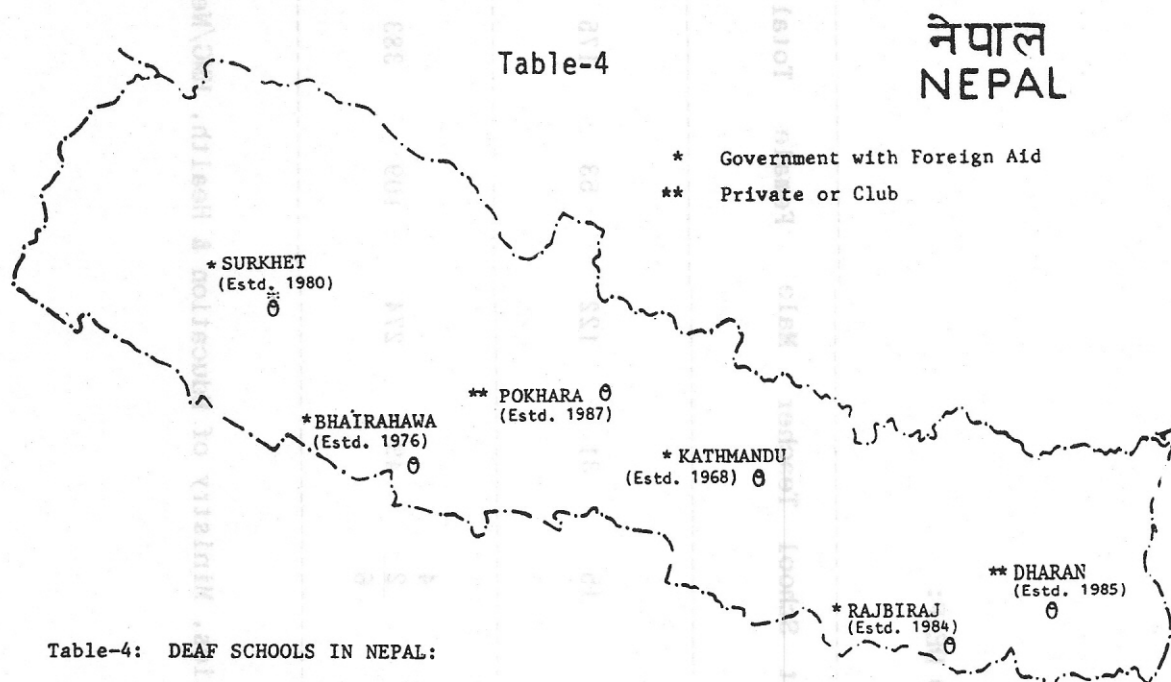 Table-4
नेपाल
NEPAL
* Government with Foreign Aid
** Private or Club
* SURKHET
(Estd. 1980)
** POKHARA
(Estd. 1987)
* BHAIRAHAWA
(Estd. 1976)
* KATHMANDU
(Estd. 1968)
** DHARAN
(Estd. 1985)
* RAJBIRAJ
(Estd. 1984)
Table-4: DEAF SCHOOLS IN NEPAL: